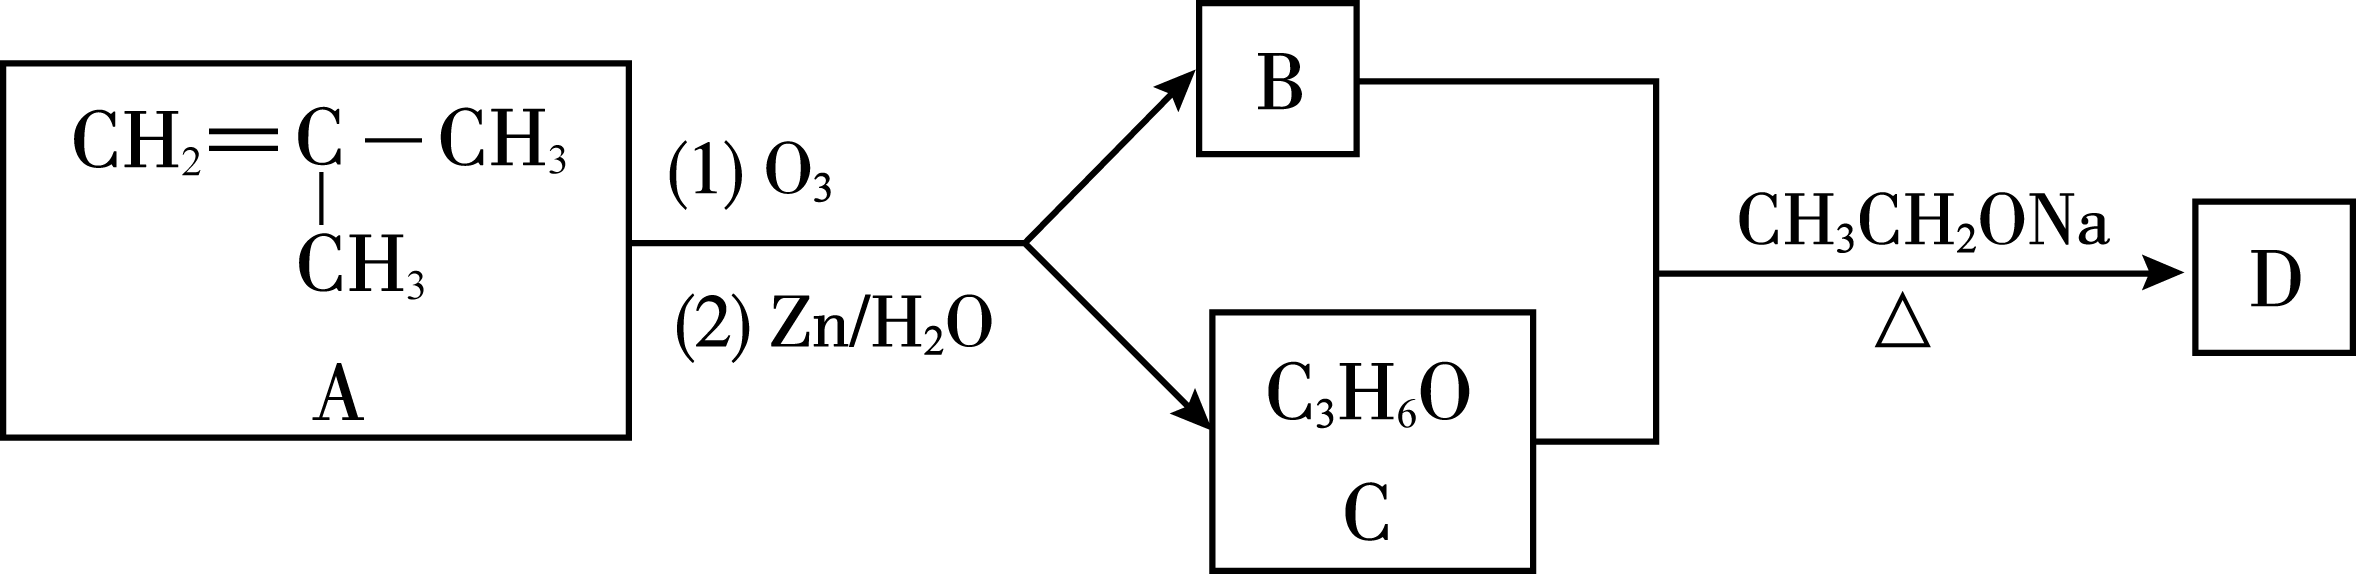 CH₂=C—CH₃
CH₃
A
(1) O₃
(2) Zn/H₂O
B
C₃H₆O
C
CH₃CH₂ONa
△
D